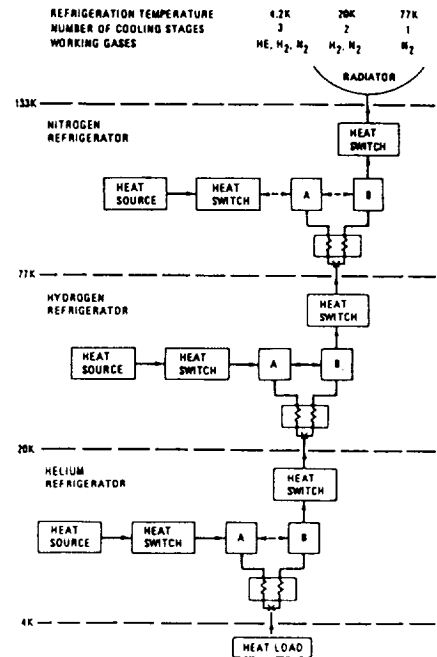 REFRIGERATION TEMPERATURE 4.2K 20K 77K
NUMBER OF COOLING STAGES 3 2 1
WORKING GASES HE, H2, N2 H2, N2 N2
RADIATOR
133K
NITROGEN
REFRIGERATOR
HEAT
SWITCH
HEAT
SOURCE
HEAT
SWITCH
A
B
77K
HYDROGEN
REFRIGERATOR
HEAT
SWITCH
HEAT
SOURCE
HEAT
SWITCH
A
B
20K
HELIUM
REFRIGERATOR
HEAT
SWITCH
HEAT
SOURCE
HEAT
SWITCH
A
B
4K
HEAT LOAD